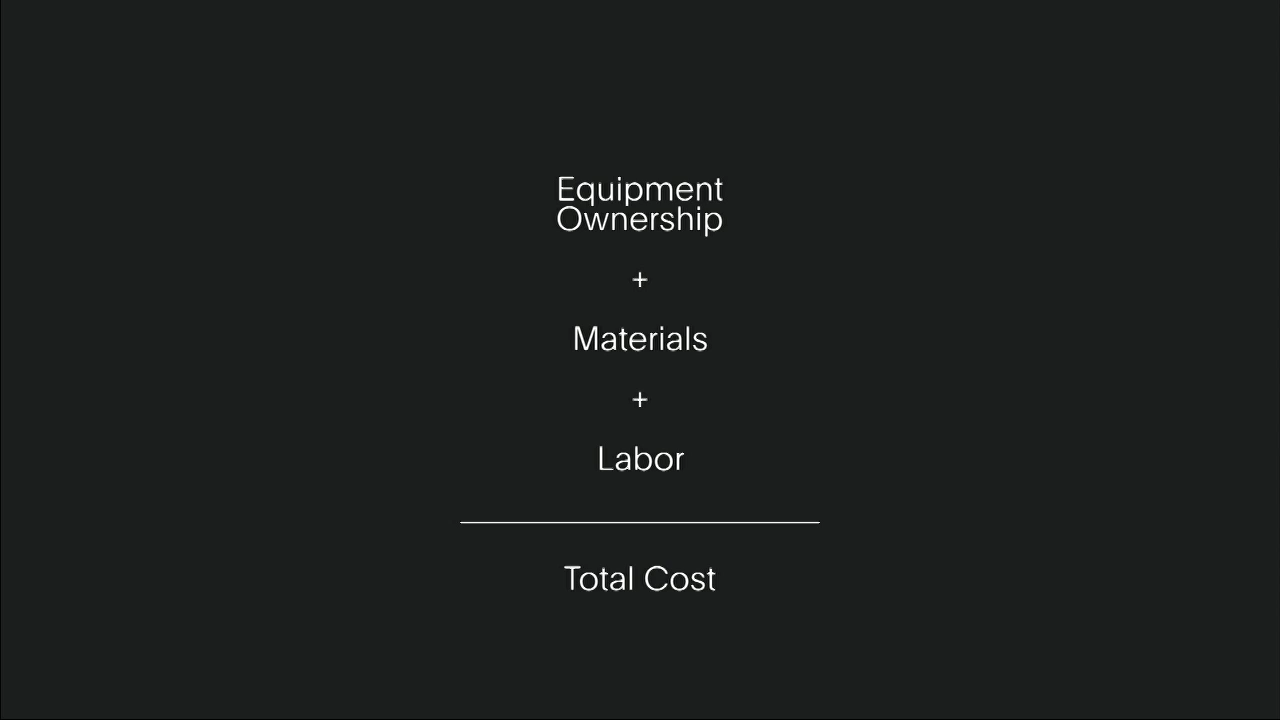 Equipment
Ownership
+
Materials
+
Labor
Total Cost